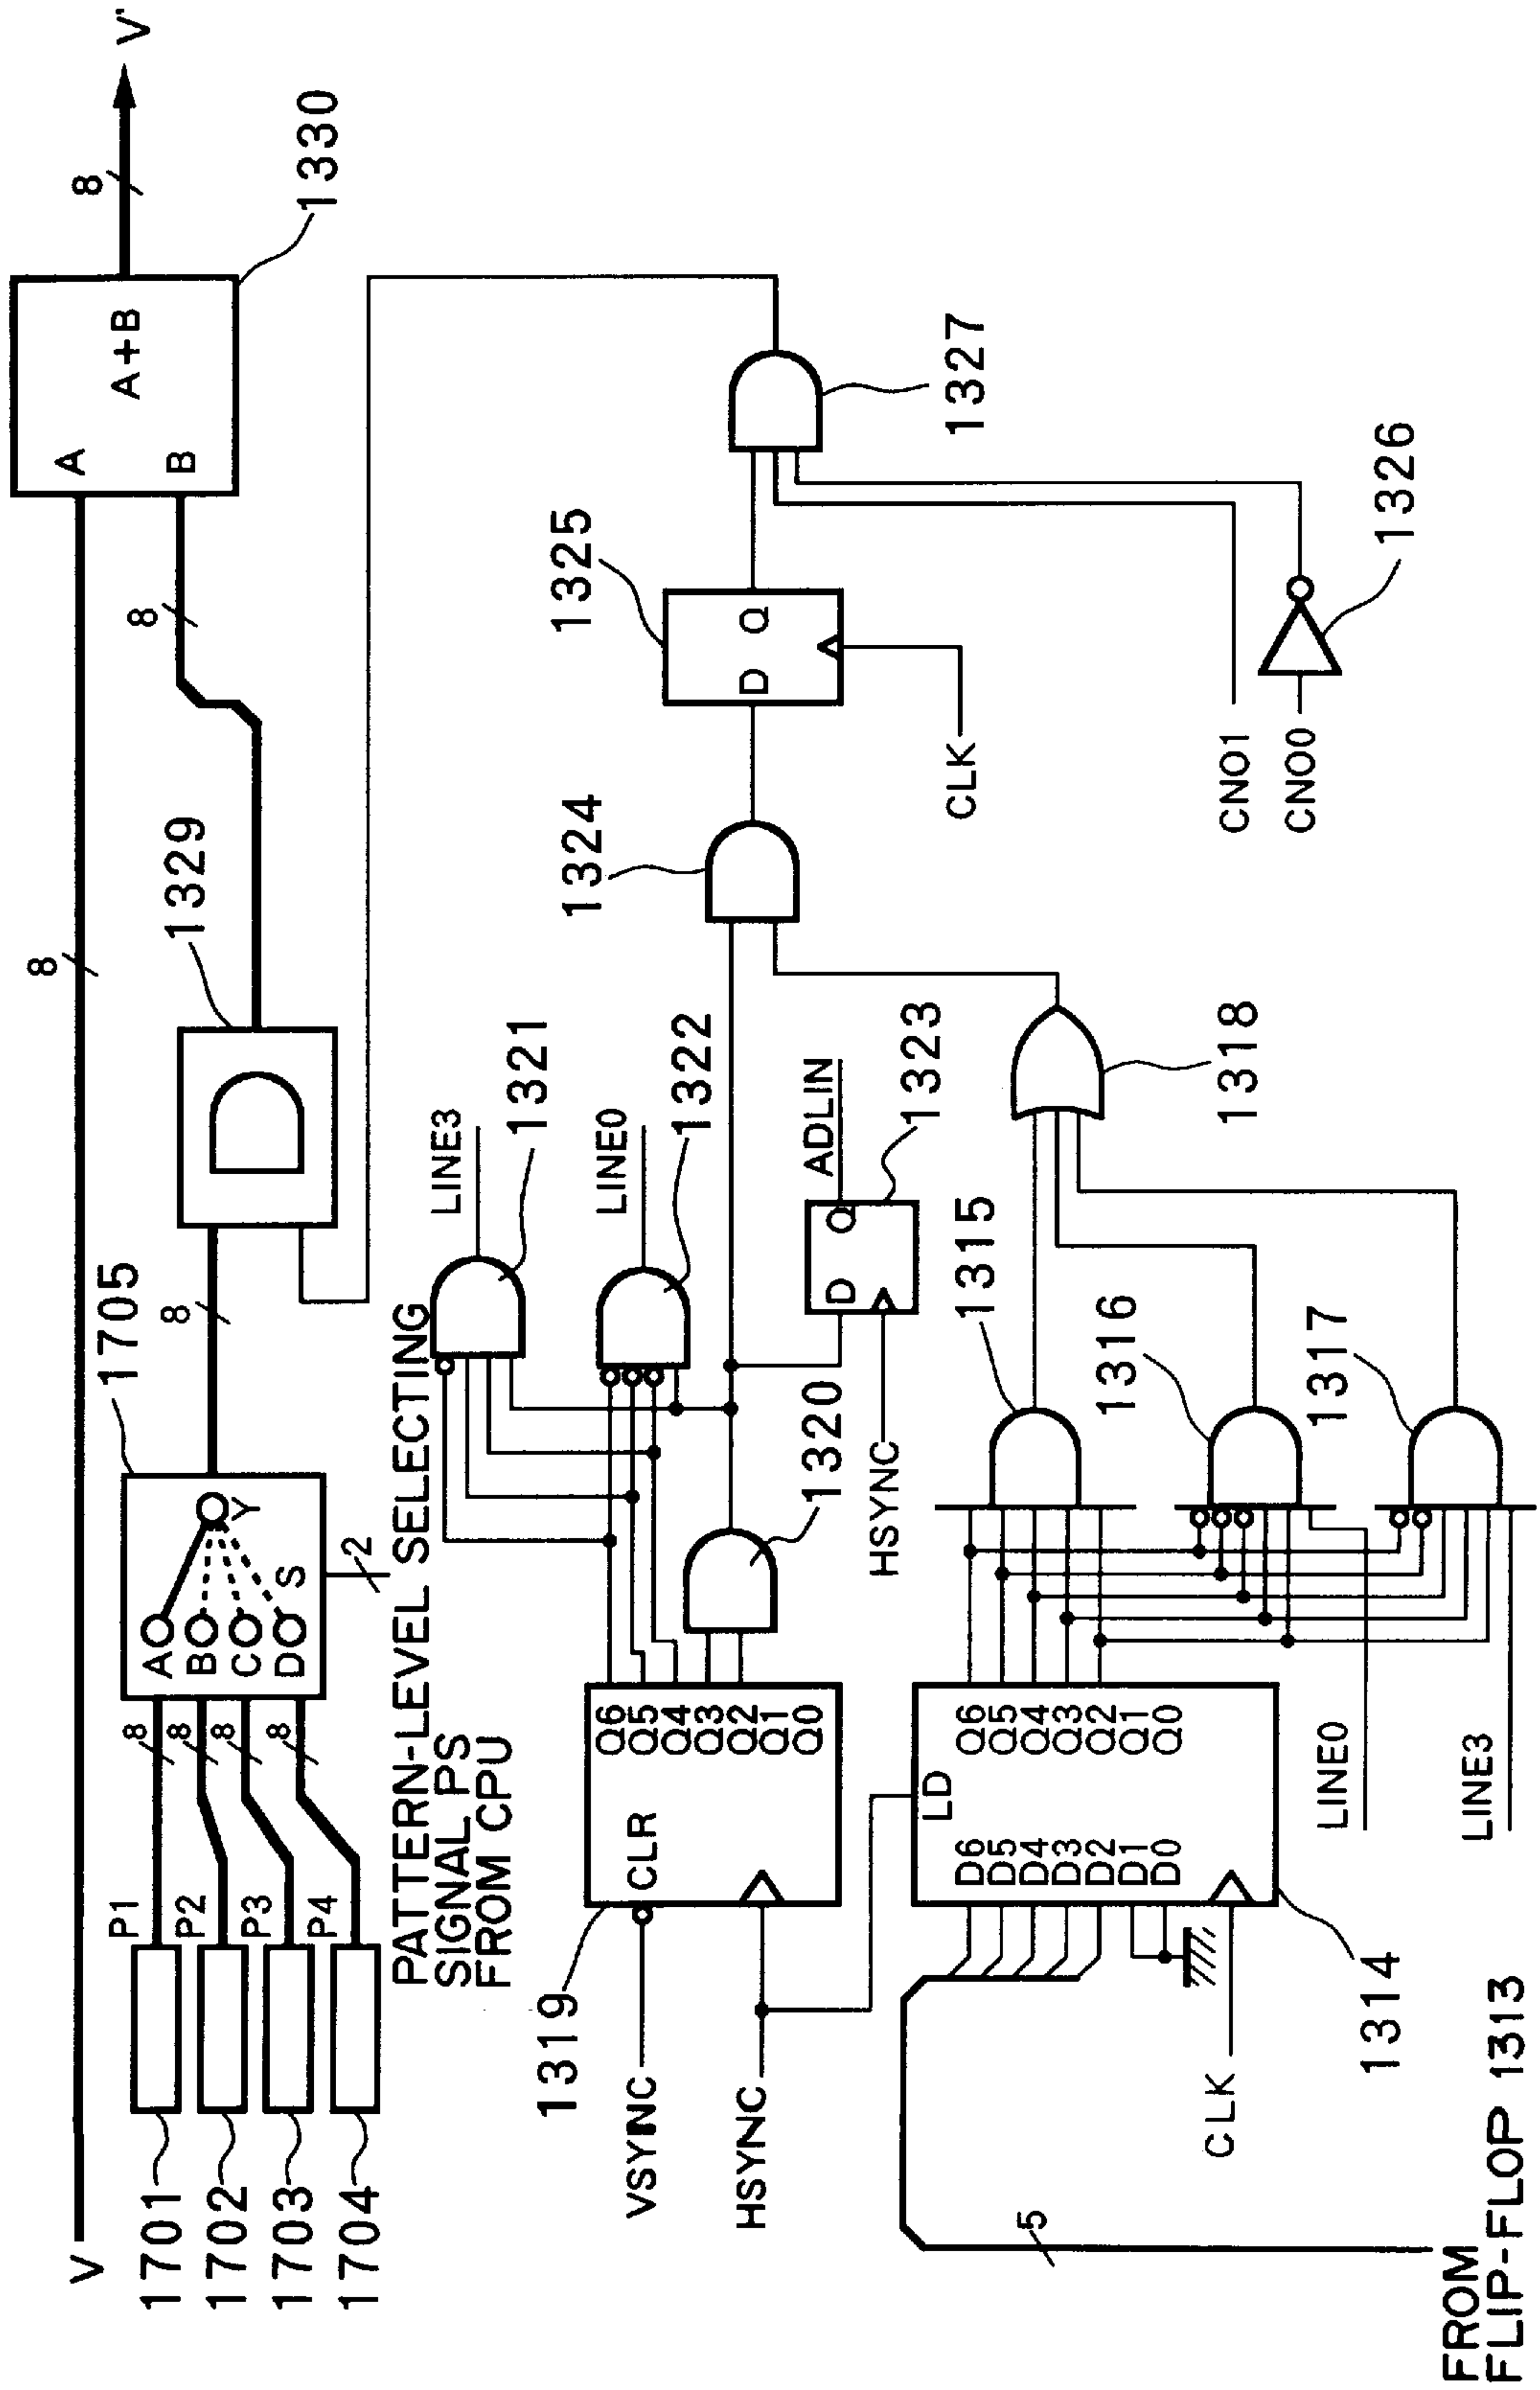 V
8
A
B
A+B
8
V'
1330
1701
1702
1703
1704
P1
P2
P3
P4
8
8
8
8
A
B
C
D
Y
S
2
1705
8
1329
8
PATTERN-LEVEL SELECTING
SIGNAL PS
FROM CPU
LINE3
1321
LINE0
1322
1319
VSYNC
HSYNC
CLR
Q6
Q5
Q4
Q3
Q2
Q1
Q0
1320
D
Q
ADLIN
HSYNC
1323
1324
1325
D
Q
CLK
1327
CNO1
CNO0
1326
LD
D6
D5
D4
D3
D2
D1
D0
Q6
Q5
Q4
Q3
Q2
Q1
Q0
CLK
1314
1315
1316
1317
1318
LINE0
LINE3
5
FROM
FLIP-FLOP 1313